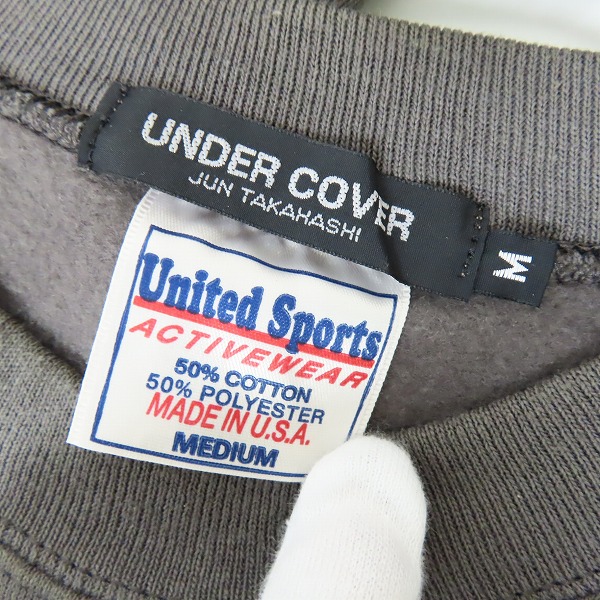 UNDER COVER
JUN TAKAHASHI
M
United Sports
ACTIVEWEAR
50% COTTON
50% POLYESTER
MADE IN U.S.A.
MEDIUM